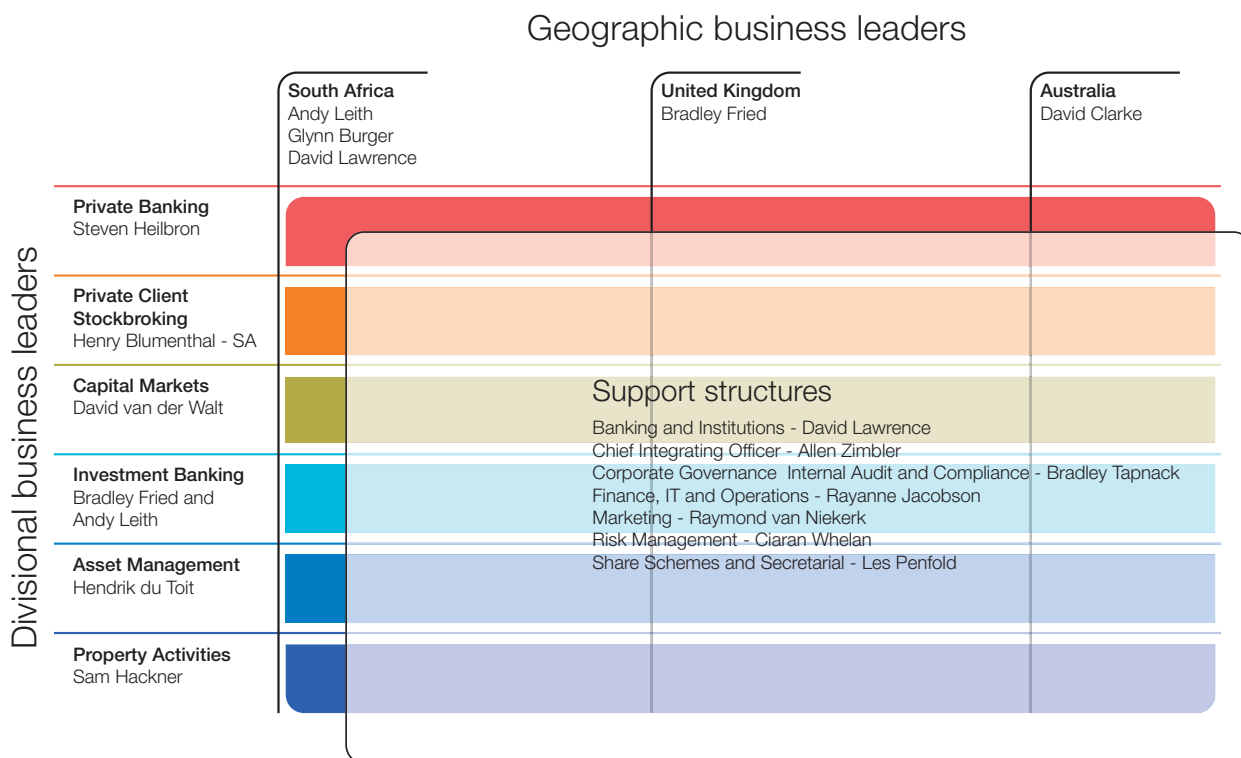 Geographic business leaders
South Africa
Andy Leith
Glynn Burger
David Lawrence
United Kingdom
Bradley Fried
Australia
David Clarke
Divisional business leaders
Private Banking
Steven Heilbron
Private Client
Stockbroking
Henry Blumenthal - SA
Capital Markets
David van der Walt
Investment Banking
Bradley Fried and
Andy Leith
Asset Management
Hendrik du Toit
Property Activities
Sam Hackner
Support structures
Banking and Institutions - David Lawrence
Chief Integrating Officer - Allen Zimbler
Corporate Governance  Internal Audit and Compliance - Bradley Tapnack
Finance, IT and Operations - Rayanne Jacobson
Marketing - Raymond van Niekerk
Risk Management - Ciaran Whelan
Share Schemes and Secretarial - Les Penfold